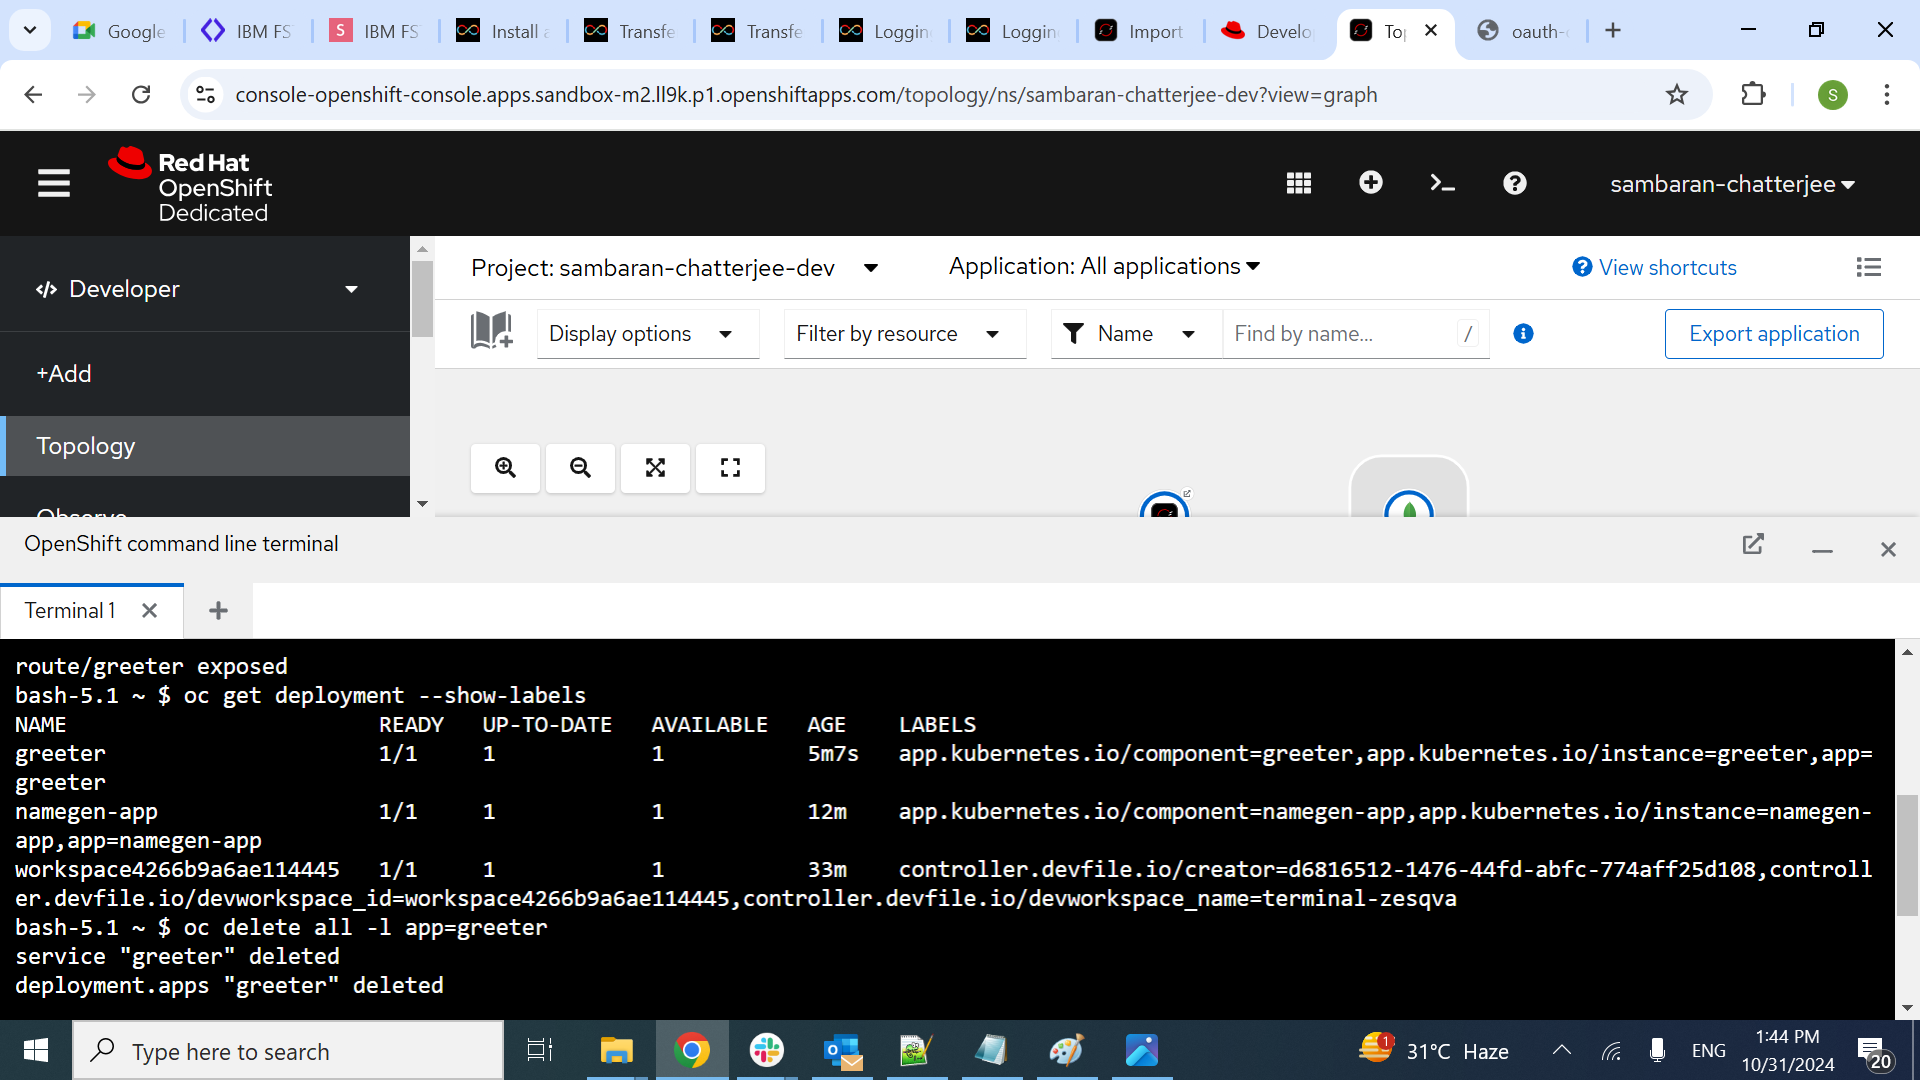 Google
IBM FS
S
IBM FS
Install a
Transfe
Transfe
Loggin
Loggin
Import
Develo
To
oauth-
console-openshift-console.apps.sandbox-m2.ll9k.p1.openshiftapps.com/topology/ns/sambaran-chatterjee-dev?view=graph
S
Red Hat
OpenShift
Dedicated
sambaran-chatterjee
Developer
+Add
Topology
Observe
Project: sambaran-chatterjee-dev
Application: All applications
View shortcuts
Display options
Filter by resource
Name
Find by name...
/
Export application
OpenShift command line terminal
Terminal 1
route/greeter exposed
bash-5.1 ~ $ oc get deployment --show-labels
NAME READY UP-TO-DATE AVAILABLE AGE LABELS
greeter 1/1 1 1 5m7s app.kubernetes.io/component=greeter,app.kubernetes.io/instance=greeter,app=
greeter
namegen-app 1/1 1 1 12m app.kubernetes.io/component=namegen-app,app.kubernetes.io/instance=namegen-
app,app=namegen-app
workspace4266b9a6ae114445 1/1 1 1 33m controller.devfile.io/creator=d6816512-1476-44fd-abfc-774aff25d108,controll
er.devfile.io/devworkspace_id=workspace4266b9a6ae114445,controller.devfile.io/devworkspace_name=terminal-zesqva
bash-5.1 ~ $ oc delete all -l app=greeter
service "greeter" deleted
deployment.apps "greeter" deleted
Type here to search
1
31°C Haze
ENG
1:44 PM
10/31/2024
20